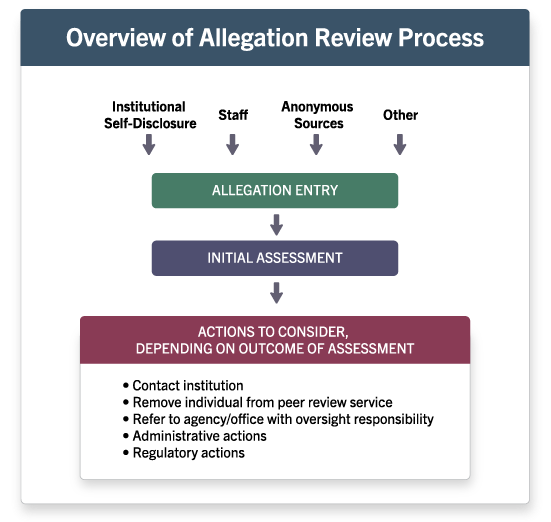 Overview of Allegation Review Process
Institutional
Self-Disclosure
Staff
Anonymous
Sources
Other
ALLEGATION ENTRY
INITIAL ASSESSMENT
ACTIONS TO CONSIDER,
DEPENDING ON OUTCOME OF ASSESSMENT
• Contact institution
• Remove individual from peer review service
• Refer to agency/office with oversight responsibility
• Administrative actions
• Regulatory actions